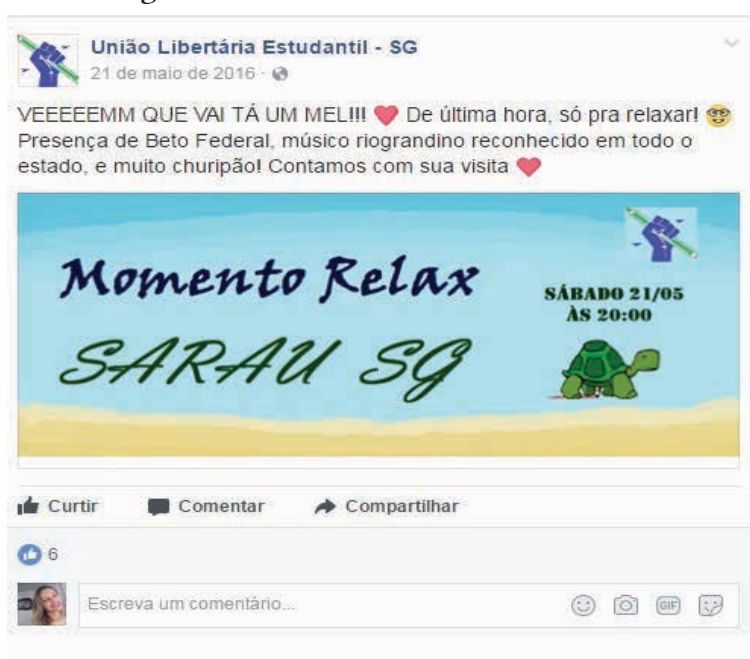 União Libertária Estudantil - SG
21 de maio de 2016 ·
VEEEEEMM QUE VAI TÁ UM MEL!!! ❤ De última hora, só pra relaxar! 🤓
Presença de Beto Federal, músico riograndino reconhecido em todo o
estado, e muito churipão! Contamos com sua visita ❤
Momento Relax
SÁBADO 21/05
ÀS 20:00
SARAU SG
Curtir Comentar Compartilhar
6
Escreva um comentário...
GIF